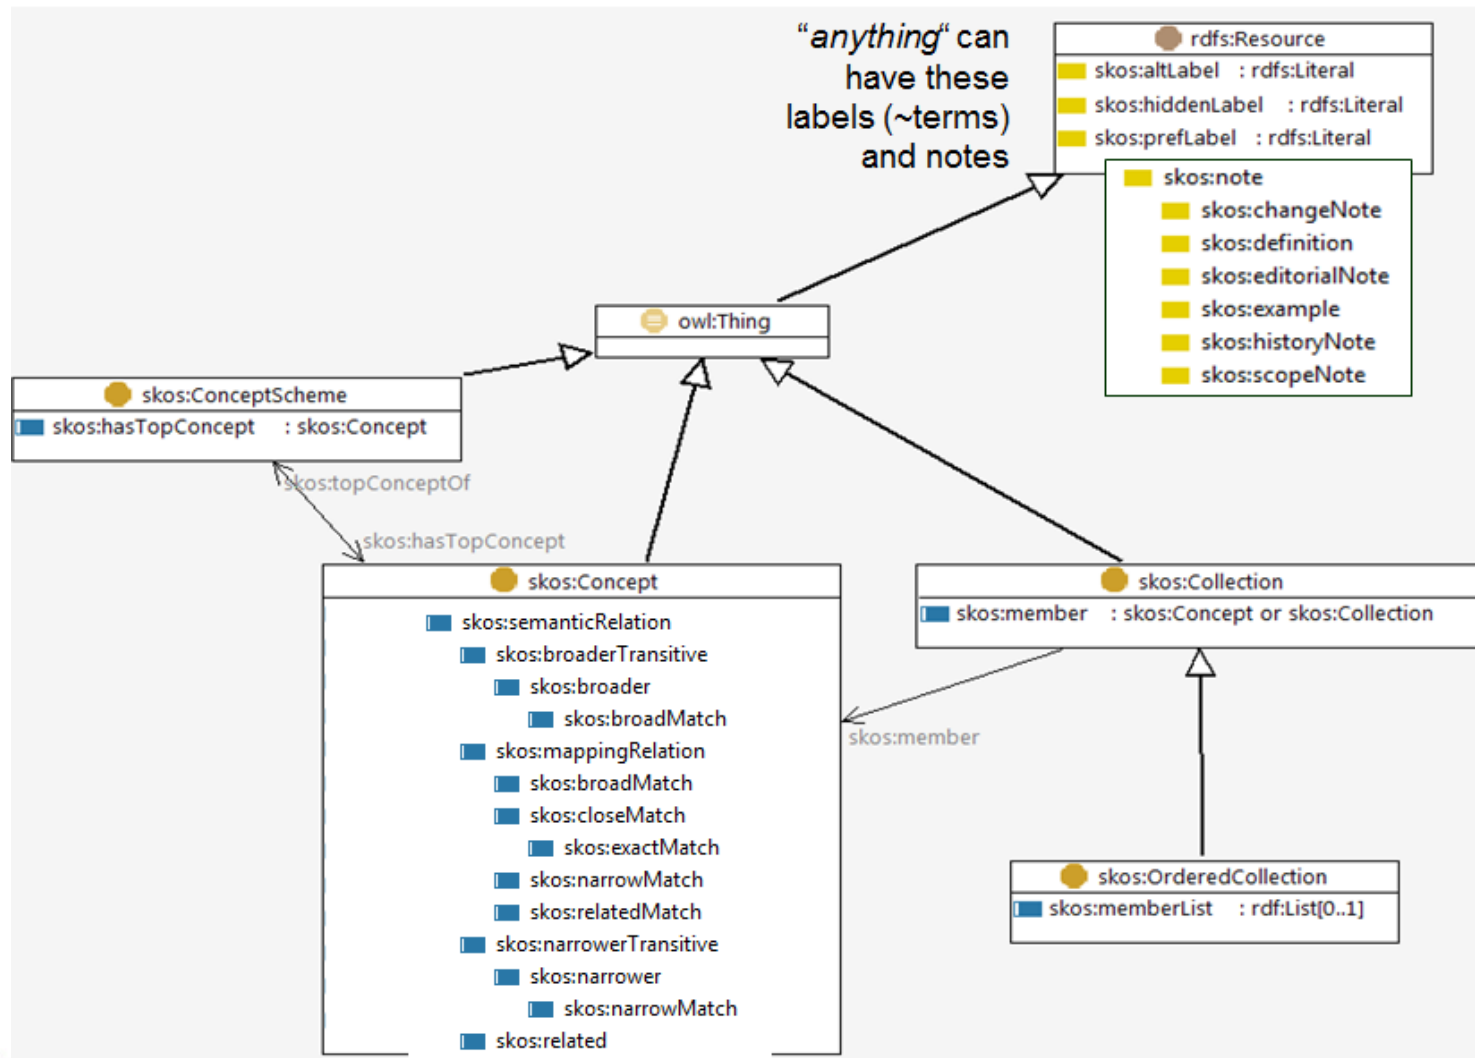 “anything“ can
have these
labels (~terms)
and notes
rdfs:Resource
skos:altLabel : rdfs:Literal
skos:hiddenLabel : rdfs:Literal
skos:prefLabel : rdfs:Literal
skos:note
skos:changeNote
skos:definition
skos:editorialNote
skos:example
skos:historyNote
skos:scopeNote
owl:Thing
skos:ConceptScheme
skos:hasTopConcept : skos:Concept
skos:topConceptOf
skos:hasTopConcept
skos:Concept
skos:semanticRelation
skos:broaderTransitive
skos:broader
skos:broadMatch
skos:mappingRelation
skos:broadMatch
skos:closeMatch
skos:exactMatch
skos:narrowMatch
skos:relatedMatch
skos:narrowerTransitive
skos:narrower
skos:narrowMatch
skos:related
skos:Collection
skos:member : skos:Concept or skos:Collection
skos:member
skos:OrderedCollection
skos:memberList : rdf:List[0..1]